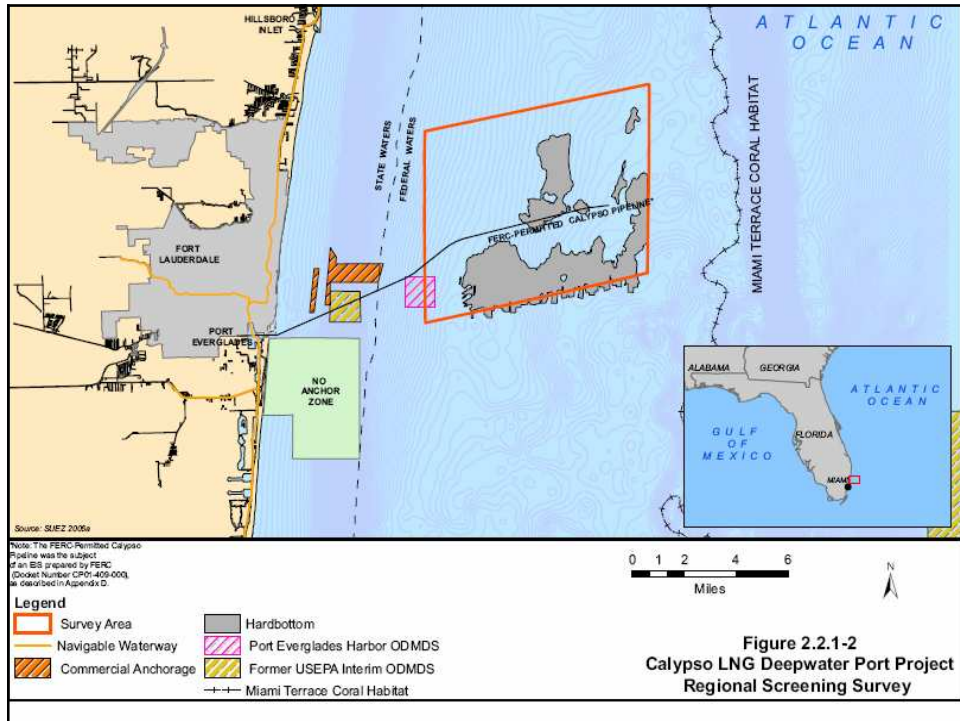 HILLSBORO
INLET
ATLANTIC
OCEAN
STATE WATERS
FEDERAL WATERS
MIAMI TERRACE CORAL HABITAT
FERC-PERMITTED CALYPSO PIPELINE*
FORT
LAUDERDALE
PORT
EVERGLADES
NO
ANCHOR
ZONE
ALABAMA
GEORGIA
ATLANTIC
OCEAN
GULF
OF
MEXICO
FLORIDA
MIAMI
Source: SUEZ 2006a
*Note: The FERC-Permitted Calypso
Pipeline was the subject
of an EIS prepared by FERC
(Docket Number CP01-409-000),
as described in Appendix D.
0 1 2 4 6
Miles
N
Legend
Survey Area
Navigable Waterway
Commercial Anchorage
Hardbottom
Port Everglades Harbor ODMDS
Former USEPA Interim ODMDS
Miami Terrace Coral Habitat
Figure 2.2.1-2
Calypso LNG Deepwater Port Project
Regional Screening Survey